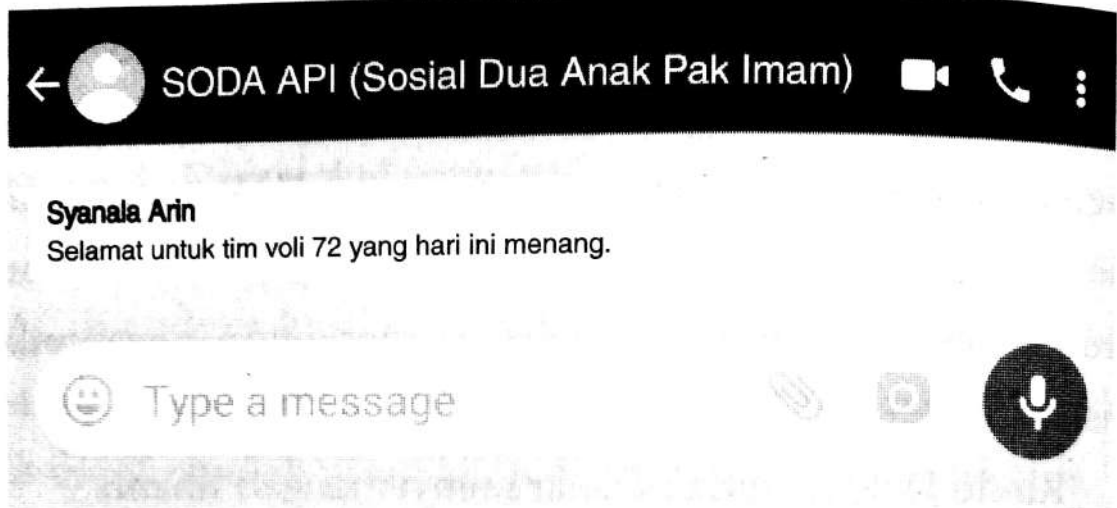 SODA API (Sosial Dua Anak Pak Imam)
Syanala Arin
Selamat untuk tim voli 72 yang hari ini menang.
Type a message